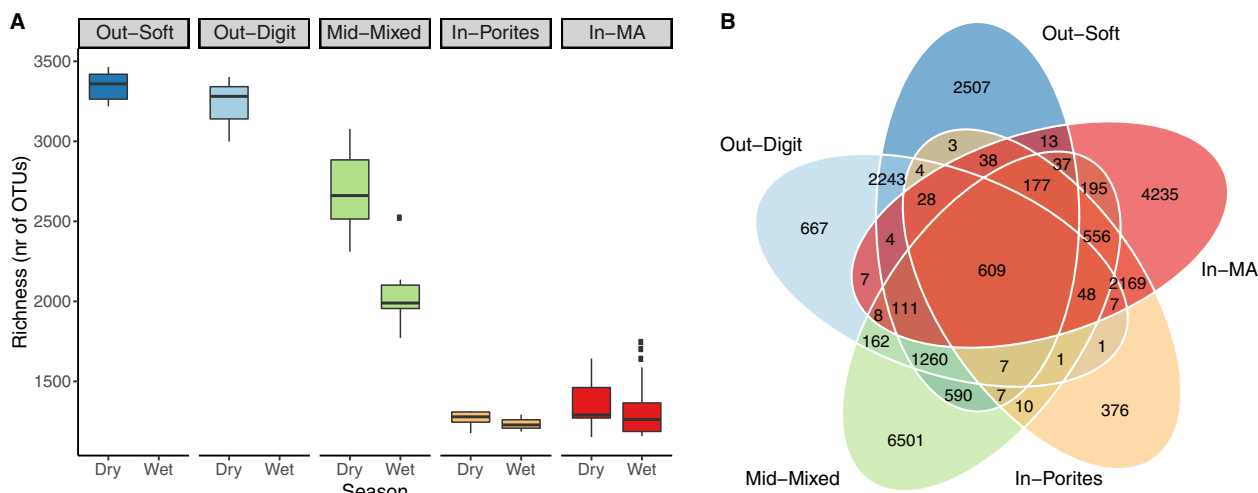 A
Out–Soft Out–Digit Mid–Mixed In–Porites In–MA
Richness (nr of OTUs)
3500
3000
2500
2000
1500
Dry Wet Dry Wet Dry Wet Dry Wet Dry Wet
Season
B
Out–Soft
2507
Out–Digit
3 13
38 37
2243 4
177 195 4235
28
667
4 556
609
In–MA
7 48 2169
8 111 7
162 1
1260 7 1
590 7 10 376
6501
Mid–Mixed In–Porites